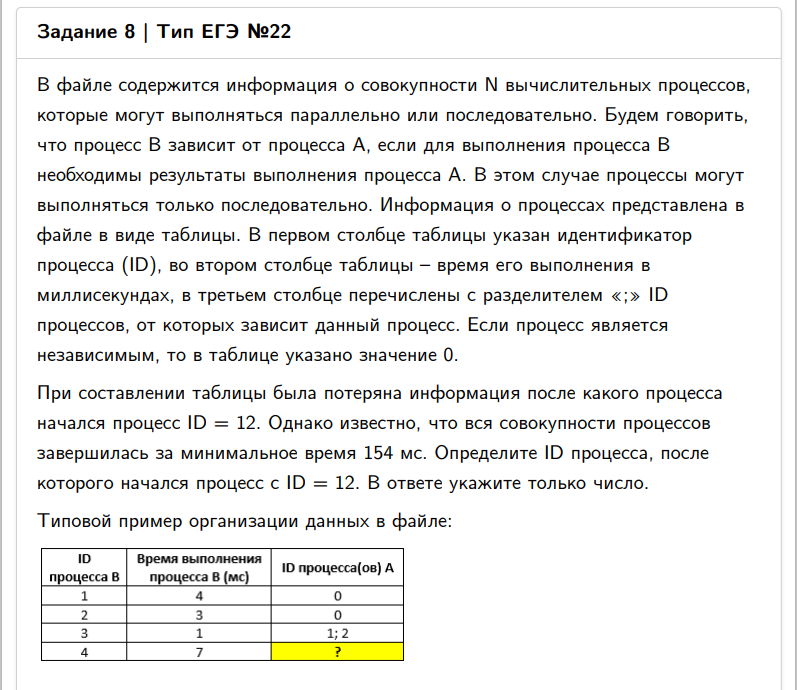 Задание 8 | Тип ЕГЭ №22
В файле содержится информация о совокупности N вычислительных процессов,
которые могут выполняться параллельно или последовательно. Будем говорить,
что процесс B зависит от процесса A, если для выполнения процесса B
необходимы результаты выполнения процесса A. В этом случае процессы могут
выполняться только последовательно. Информация о процессах представлена в
файле в виде таблицы. В первом столбце таблицы указан идентификатор
процесса (ID), во втором столбце таблицы – время его выполнения в
миллисекундах, в третьем столбце перечислены с разделителем «;» ID
процессов, от которых зависит данный процесс. Если процесс является
независимым, то в таблице указано значение 0.
При составлении таблицы была потеряна информация после какого процесса
начался процесс ID = 12. Однако известно, что вся совокупности процессов
завершилась за минимальное время 154 мс. Определите ID процесса, после
которого начался процесс с ID = 12. В ответе укажите только число.
Типовой пример организации данных в файле:
ID процесса B | Время выполнения процесса B (мс) | ID процесса(ов) A
1 4 0
2 3 0
3 1 1; 2
4 7 ?